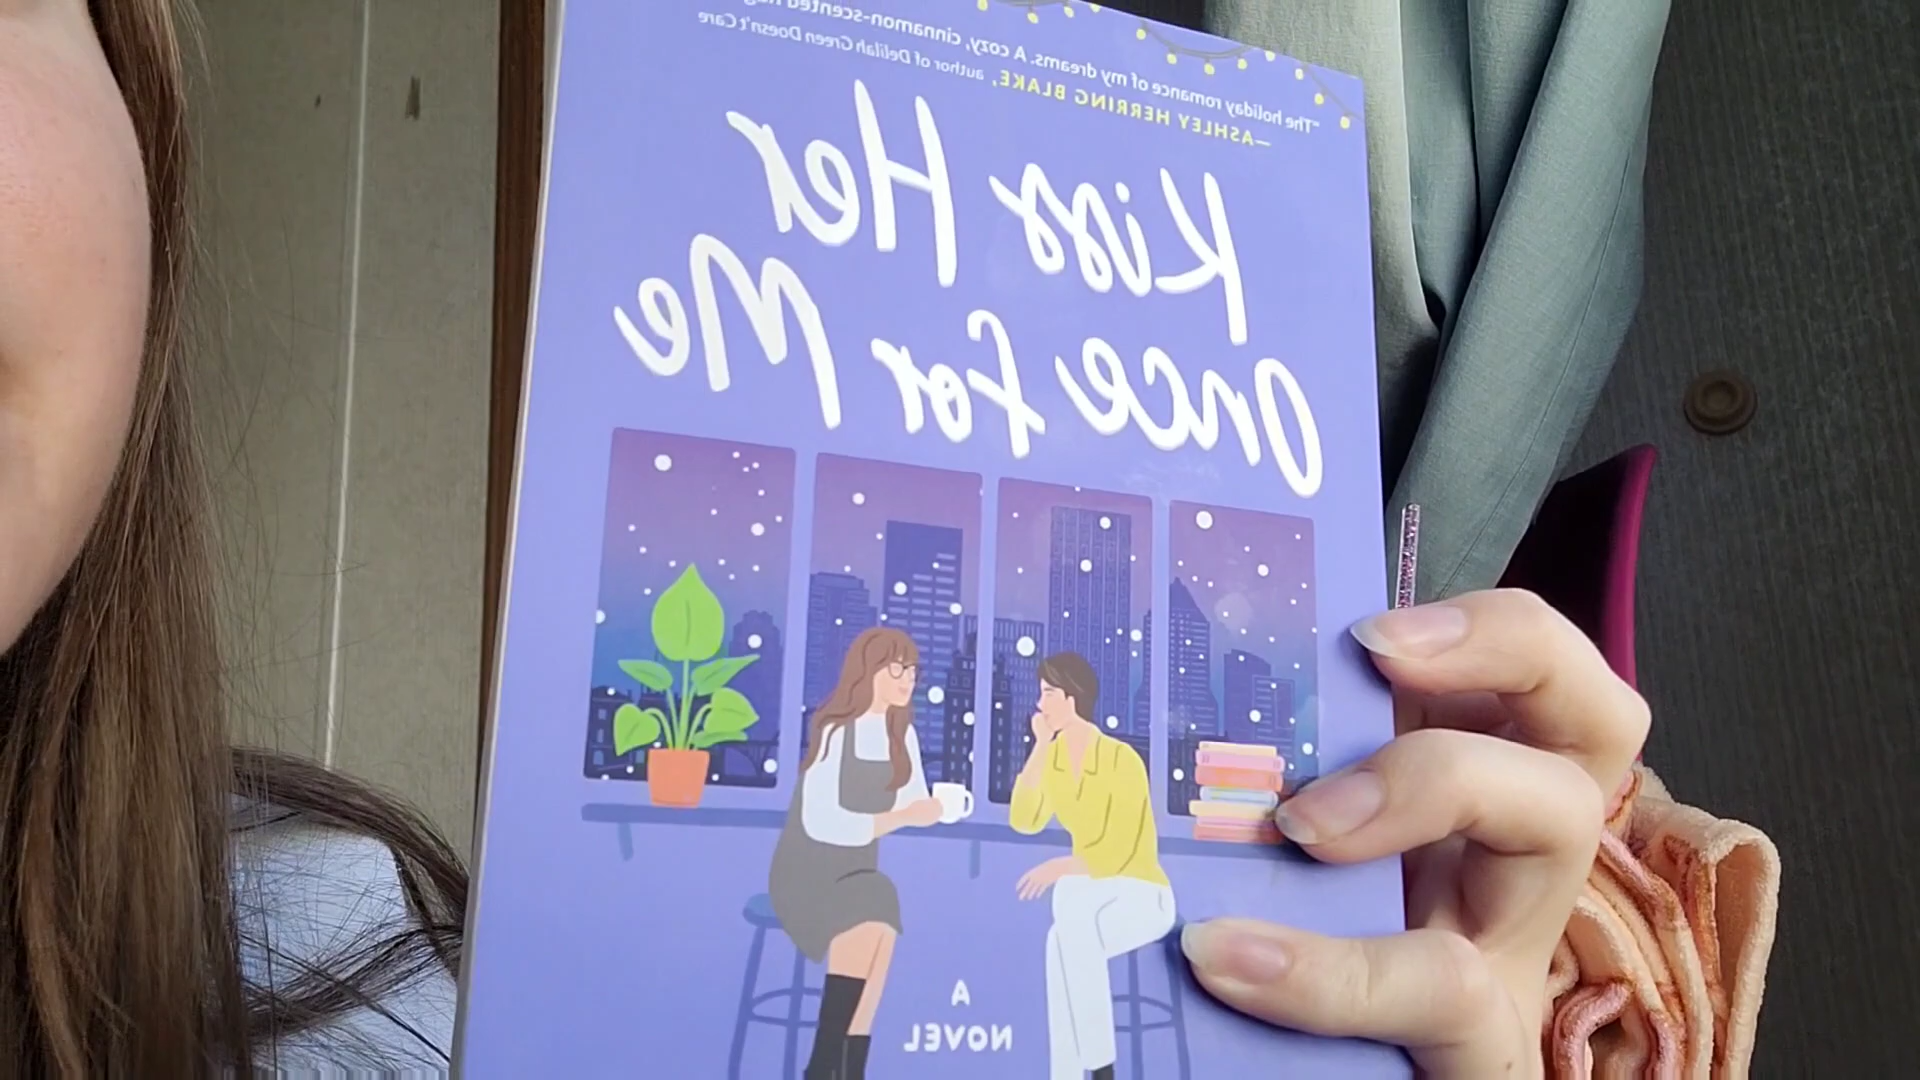 "The holiday romance of my dreams. A cozy, cinnamon-scented
—ASHLEY HERRING BLAKE, author of Delilah Green Doesn't Care
Kiss Her
Once for Me
A
NOVEL